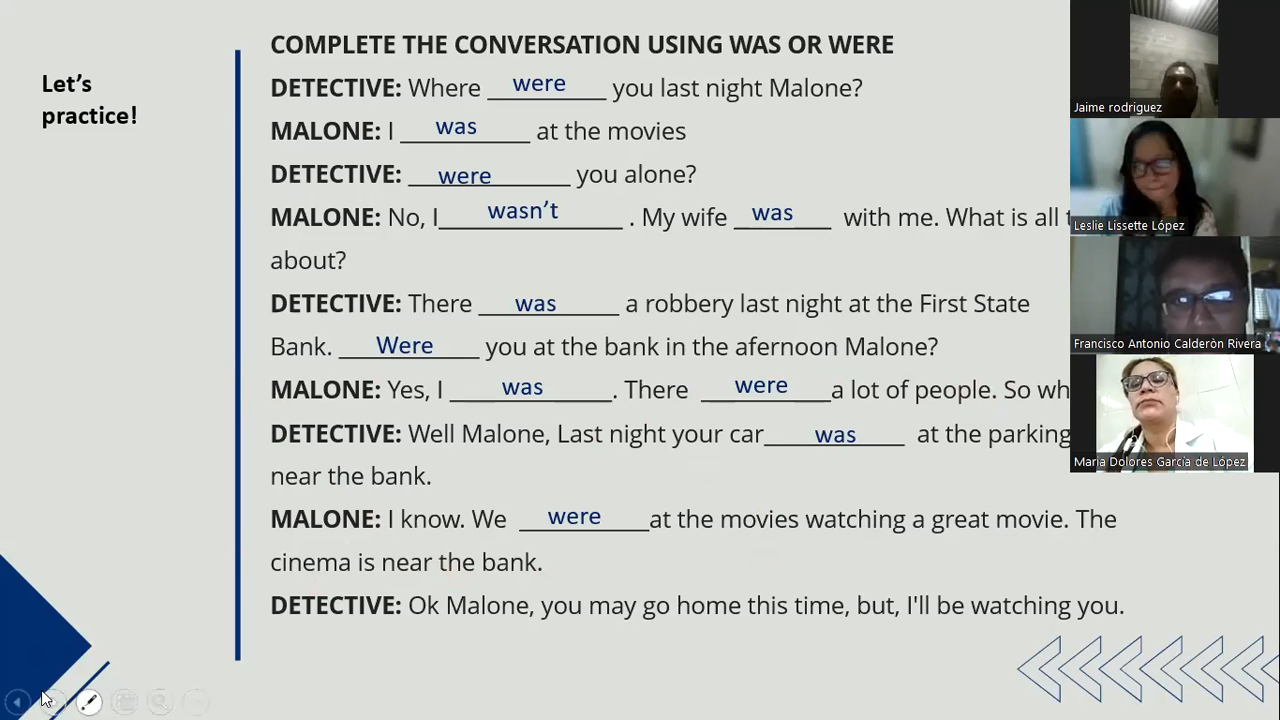 Let's
practice!
COMPLETE THE CONVERSATION USING WAS OR WERE
DETECTIVE: Where were you last night Malone?
MALONE: I was at the movies
DETECTIVE: were you alone?
MALONE: No, I wasn't . My wife was with me. What is all
about?
DETECTIVE: There was a robbery last night at the First State
Bank. Were you at the bank in the afernoon Malone?
MALONE: Yes, I was. There were a lot of people. So
DETECTIVE: Well Malone, Last night your car was at the parking
near the bank.
MALONE: I know. We were at the movies watching a great movie. The
cinema is near the bank.
DETECTIVE: Ok Malone, you may go home this time, but, I'll be watching you.
Jaime rodriguez
Leslie Lissette López
Francisco Antonio Calderòn Rivera
Maria Dolores García de López